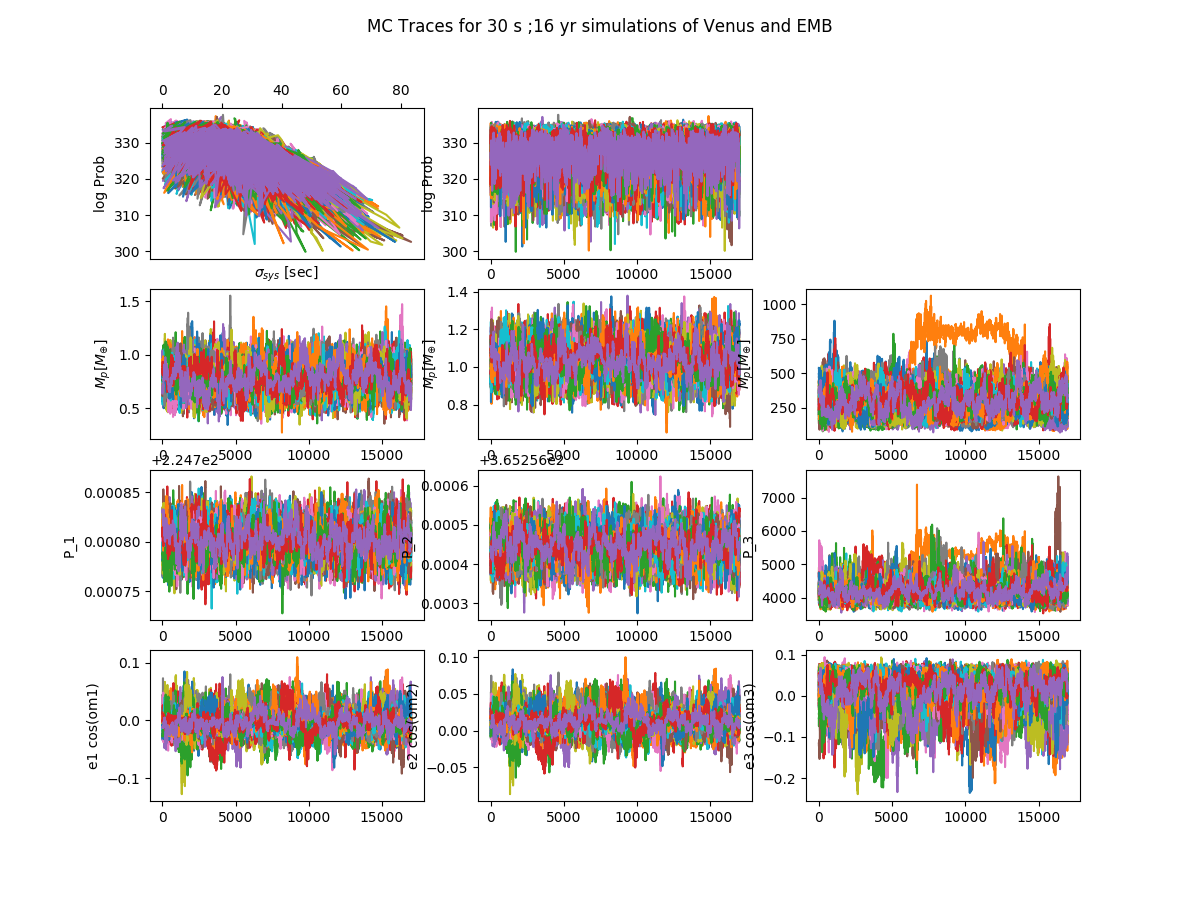 MC Traces for 30 s ;16 yr simulations of Venus and EMB
0 20 40 60 80
log Prob
330
320
310
300
σ_sys [sec]
log Prob
330
320
310
300
0 5000 10000 15000
M_p[M_⊕]
1.5
1.0
0.5
0 5000 10000 15000
M_p[M_⊕]
1.4
1.2
1.0
0.8
0 5000 10000 15000
M_p[M_⊕]
1000
750
500
250
0 5000 10000 15000
+2.247e2
P_1
0.00085
0.00080
0.00075
0 5000 10000 15000
+3.65256e2
P_2
0.0006
0.0005
0.0004
0.0003
0 5000 10000 15000
P_3
7000
6000
5000
4000
0 5000 10000 15000
e1 cos(om1)
0.1
0.0
−0.1
0 5000 10000 15000
e2 cos(om2)
0.10
0.05
0.00
−0.05
0 5000 10000 15000
e3 cos(om3)
0.1
0.0
−0.1
−0.2
0 5000 10000 15000